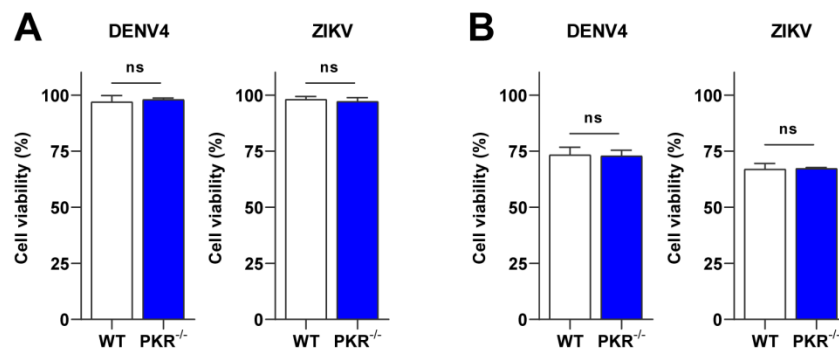 A
DENV4
ns
Cell viability (%)
100
75
50
25
0
WT PKR⁻/⁻
ZIKV
ns
Cell viability (%)
100
75
50
25
0
WT PKR⁻/⁻
B
DENV4
ns
Cell viability (%)
100
75
50
25
0
WT PKR⁻/⁻
ZIKV
ns
Cell viability (%)
100
75
50
25
0
WT PKR⁻/⁻